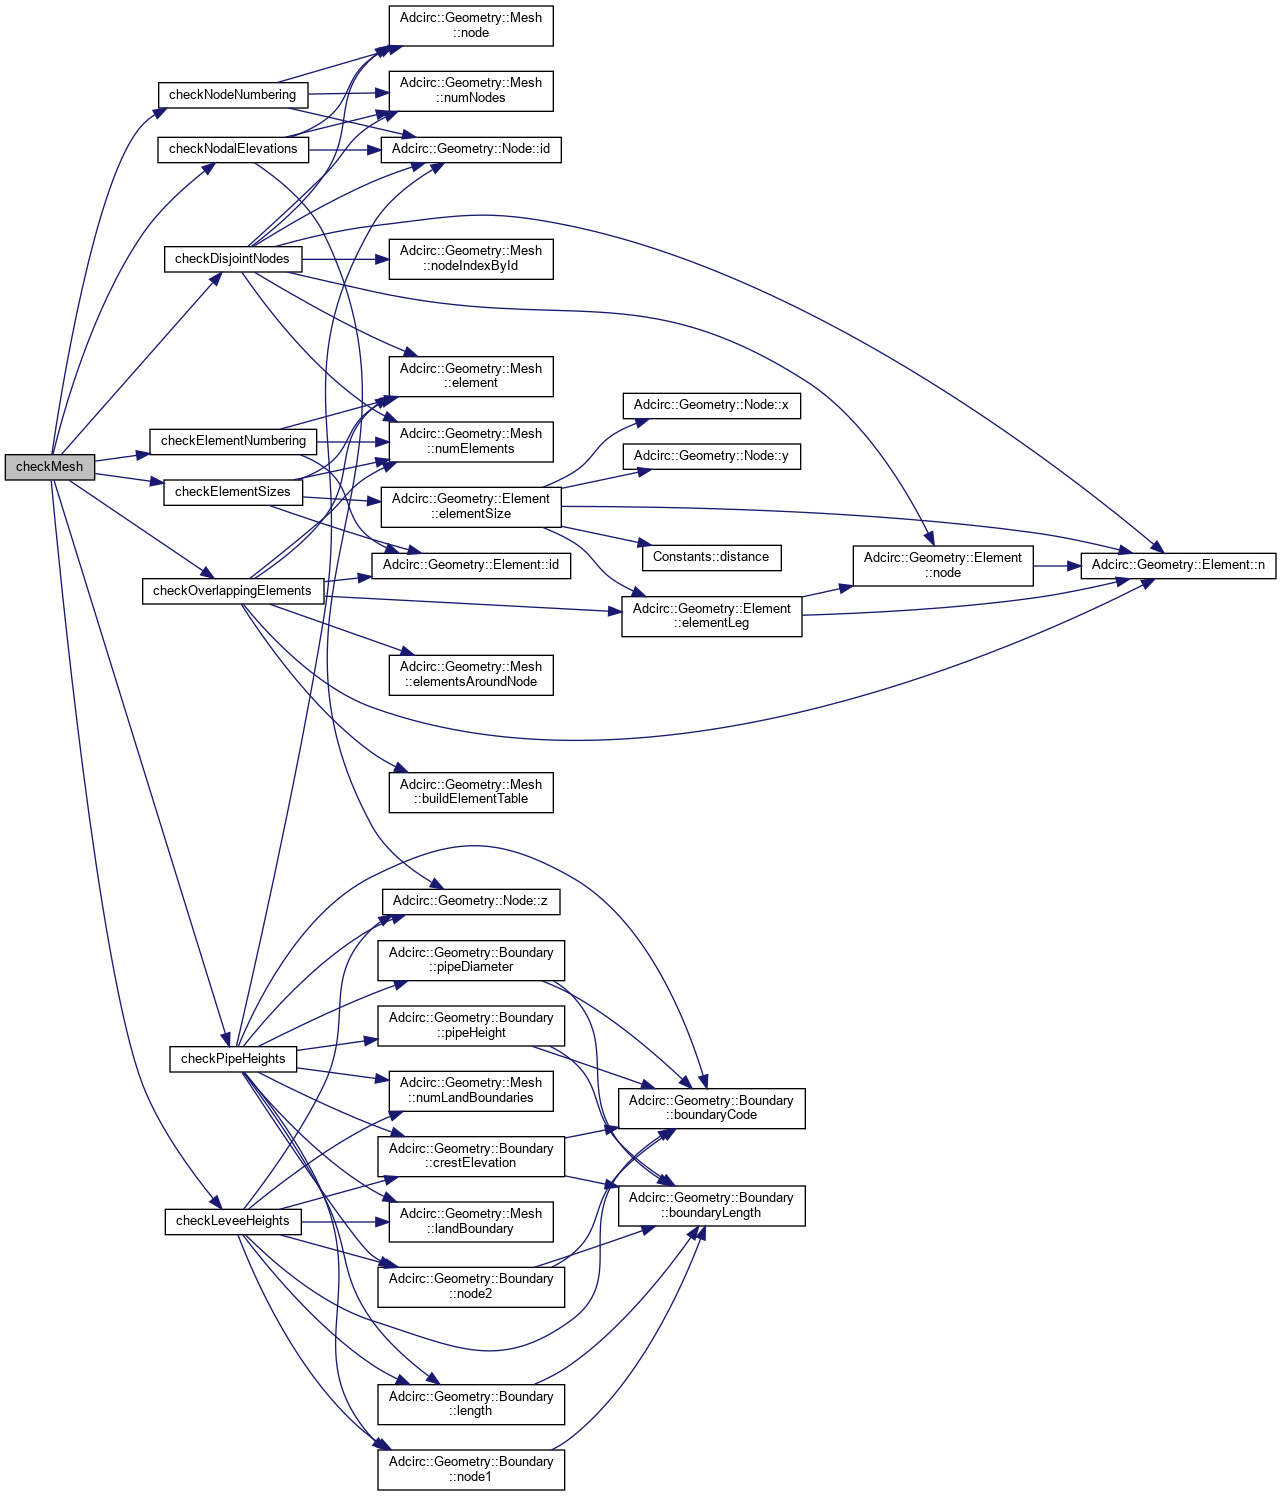 Adcirc::Geometry::Mesh
::node
checkNodeNumbering
Adcirc::Geometry::Mesh
::numNodes
checkNodalElevations
Adcirc::Geometry::Node::id
checkDisjointNodes
Adcirc::Geometry::Mesh
::nodeIndexById
Adcirc::Geometry::Mesh
::element
Adcirc::Geometry::Node::x
checkElementNumbering
Adcirc::Geometry::Mesh
::numElements
Adcirc::Geometry::Node::y
checkMesh
checkElementSizes
Adcirc::Geometry::Element
::elementSize
Constants::distance
Adcirc::Geometry::Element::id
Adcirc::Geometry::Element
::node
Adcirc::Geometry::Element::n
checkOverlappingElements
Adcirc::Geometry::Element
::elementLeg
Adcirc::Geometry::Mesh
::elementsAroundNode
Adcirc::Geometry::Mesh
::buildElementTable
Adcirc::Geometry::Node::z
Adcirc::Geometry::Boundary
::pipeDiameter
Adcirc::Geometry::Boundary
::pipeHeight
checkPipeHeights
Adcirc::Geometry::Mesh
::numLandBoundaries
Adcirc::Geometry::Boundary
::boundaryCode
Adcirc::Geometry::Boundary
::crestElevation
Adcirc::Geometry::Boundary
::boundaryLength
checkLeveeHeights
Adcirc::Geometry::Mesh
::landBoundary
Adcirc::Geometry::Boundary
::node2
Adcirc::Geometry::Boundary
::length
Adcirc::Geometry::Boundary
::node1